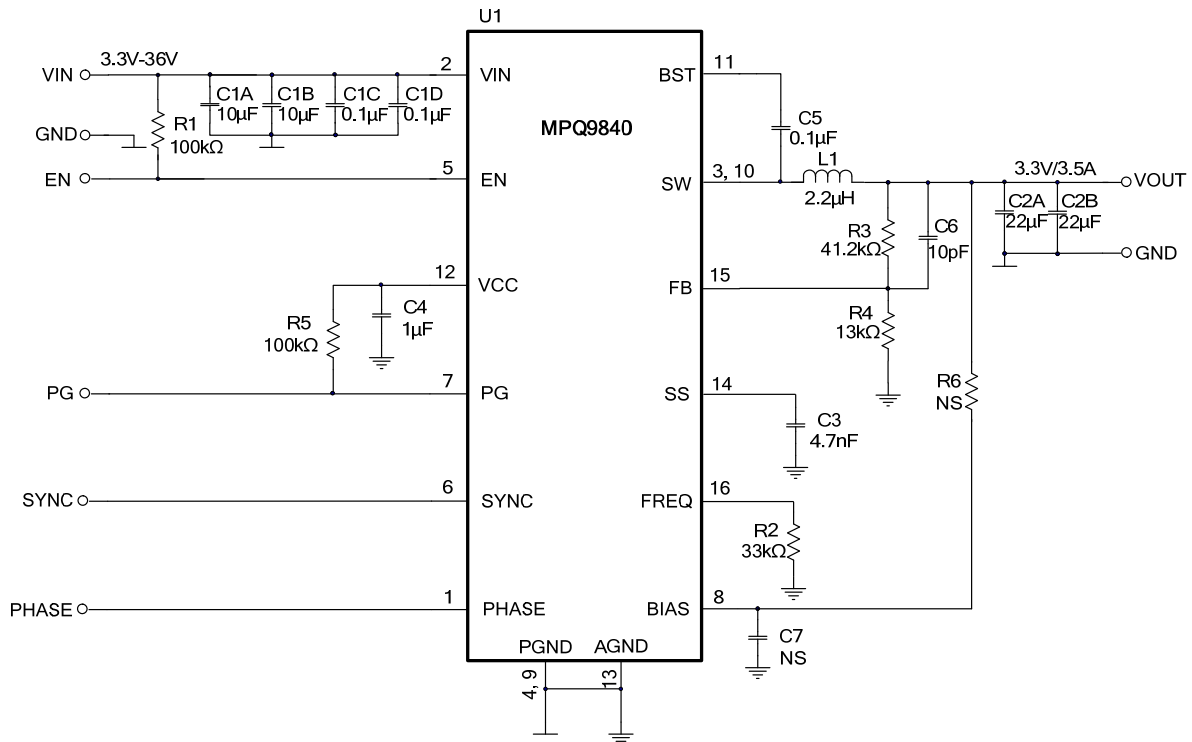 U1
MPQ9840
VIN
3.3V-36V
2
VIN
C1A
10µF
C1B
10µF
C1C
0.1µF
C1D
0.1µF
GND
R1
100kΩ
EN
5
EN
12
VCC
C4
1µF
R5
100kΩ
PG
7
PG
SYNC
6
SYNC
PHASE
1
PHASE
PGND
4, 9
AGND
13
BST
11
C5
0.1µF
SW
3, 10
L1
2.2µH
3.3V/3.5A
VOUT
C2A
22µF
C2B
22µF
GND
R3
41.2kΩ
C6
10pF
FB
15
R4
13kΩ
R6
NS
SS
14
C3
4.7nF
FREQ
16
R2
33kΩ
BIAS
8
C7
NS